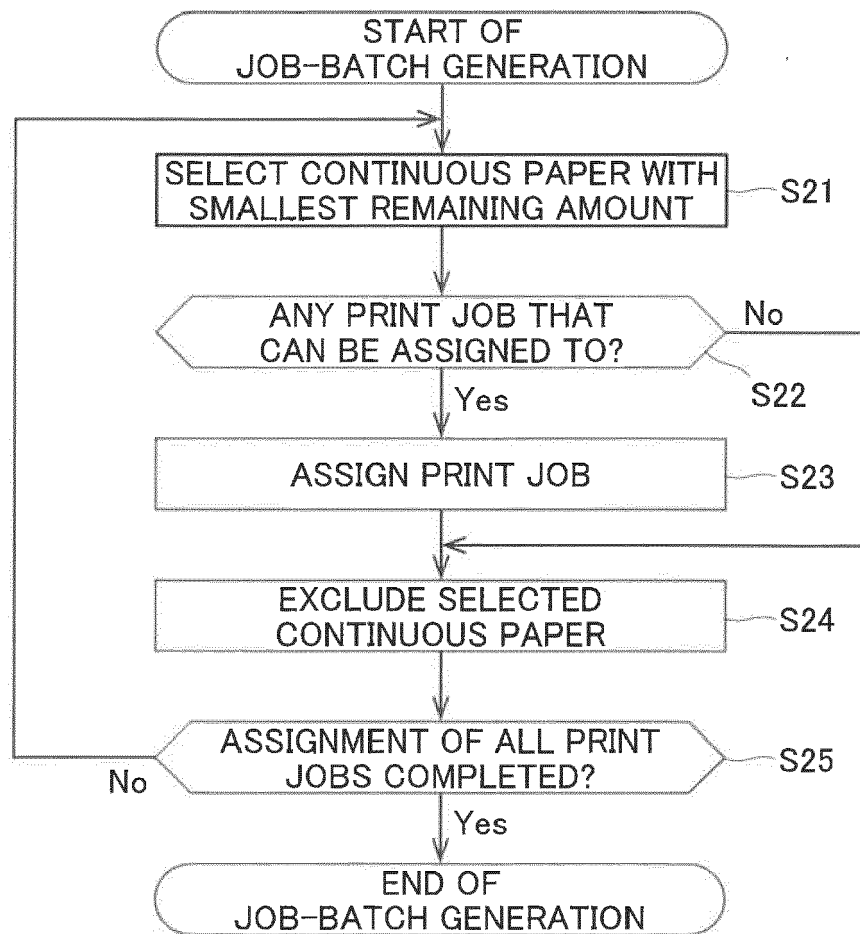 START OF
JOB-BATCH GENERATION
SELECT CONTINUOUS PAPER WITH
SMALLEST REMAINING AMOUNT
S21
ANY PRINT JOB THAT
CAN BE ASSIGNED TO?
No
S22
Yes
ASSIGN PRINT JOB
S23
EXCLUDE SELECTED
CONTINUOUS PAPER
S24
ASSIGNMENT OF ALL PRINT
JOBS COMPLETED?
S25
No
Yes
END OF
JOB-BATCH GENERATION